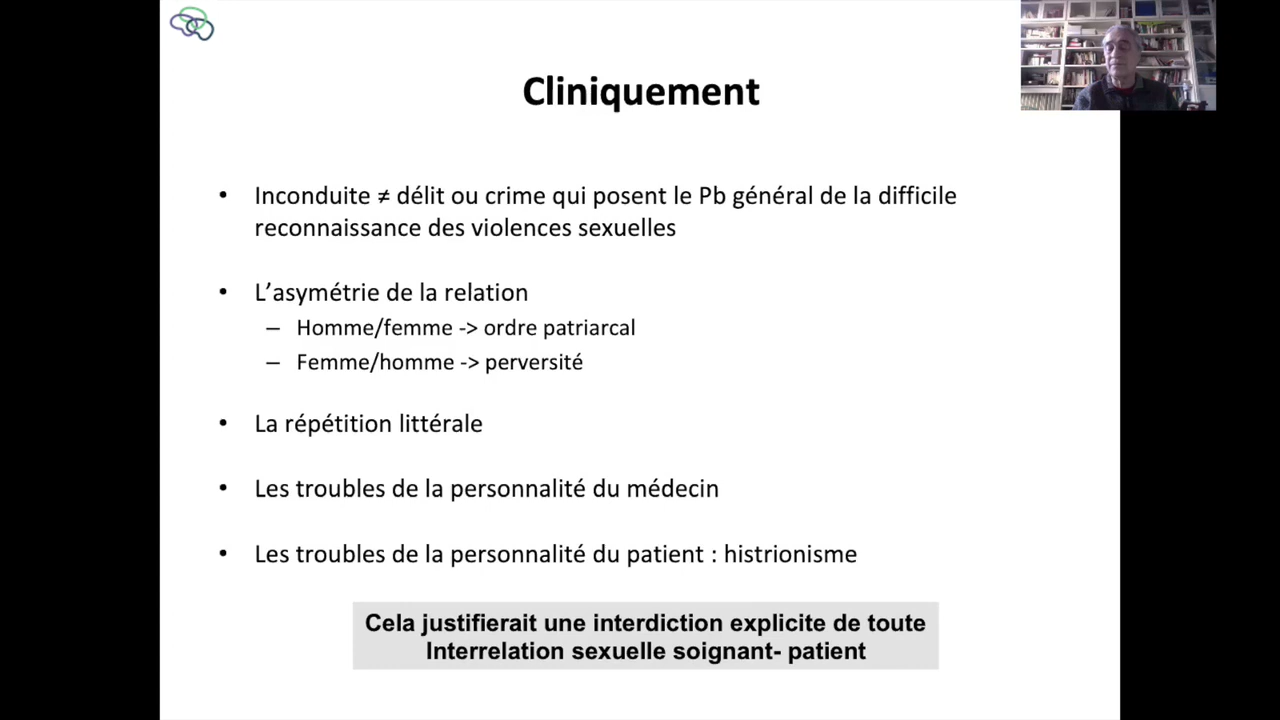 Cliniquement
• Inconduite ≠ délit ou crime qui posent le Pb général de la difficile
reconnaissance des violences sexuelles
• L’asymétrie de la relation
– Homme/femme -> ordre patriarcal
– Femme/homme -> perversité
• La répétition littérale
• Les troubles de la personnalité du médecin
• Les troubles de la personnalité du patient : histrionisme
Cela justifierait une interdiction explicite de toute
Interrelation sexuelle soignant- patient